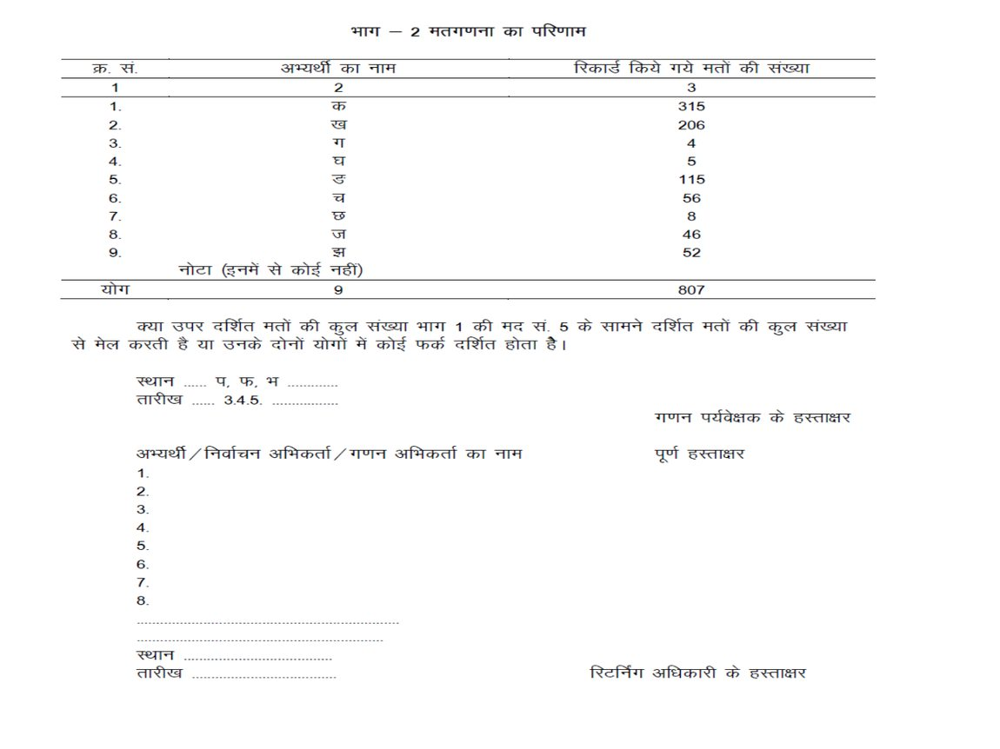 भाग – 2 मतगणना का परिणाम
क्र. सं. अभ्यर्थी का नाम रिकार्ड किये गये मतों की संख्या
1 2 3
1. क 315
2. ख 206
3. ग 4
4. घ 5
5. ङ 115
6. च 56
7. छ 8
8. ज 46
9. झ 52
नोटा (इनमें से कोई नहीं)
योग 9 807
क्या उपर दर्शित मतों की कुल संख्या भाग 1 की मद सं. 5 के सामने दर्शित मतों की कुल संख्या
से मेल करती है या उनके दोनों योगों में कोई फर्क दर्शित होता है।
स्थान ...... प, फ, भ .............
तारीख ...... 3.4.5. .................
गणन पर्यवेक्षक के हस्ताक्षर
अभ्यर्थी/निर्वाचन अभिकर्ता/गणन अभिकर्ता का नाम पूर्ण हस्ताक्षर
1.
2.
3.
4.
5.
6.
7.
8.
...................................................................
...............................................................
स्थान ......................................
तारीख ..................................... रिटर्निंग अधिकारी के हस्ताक्षर